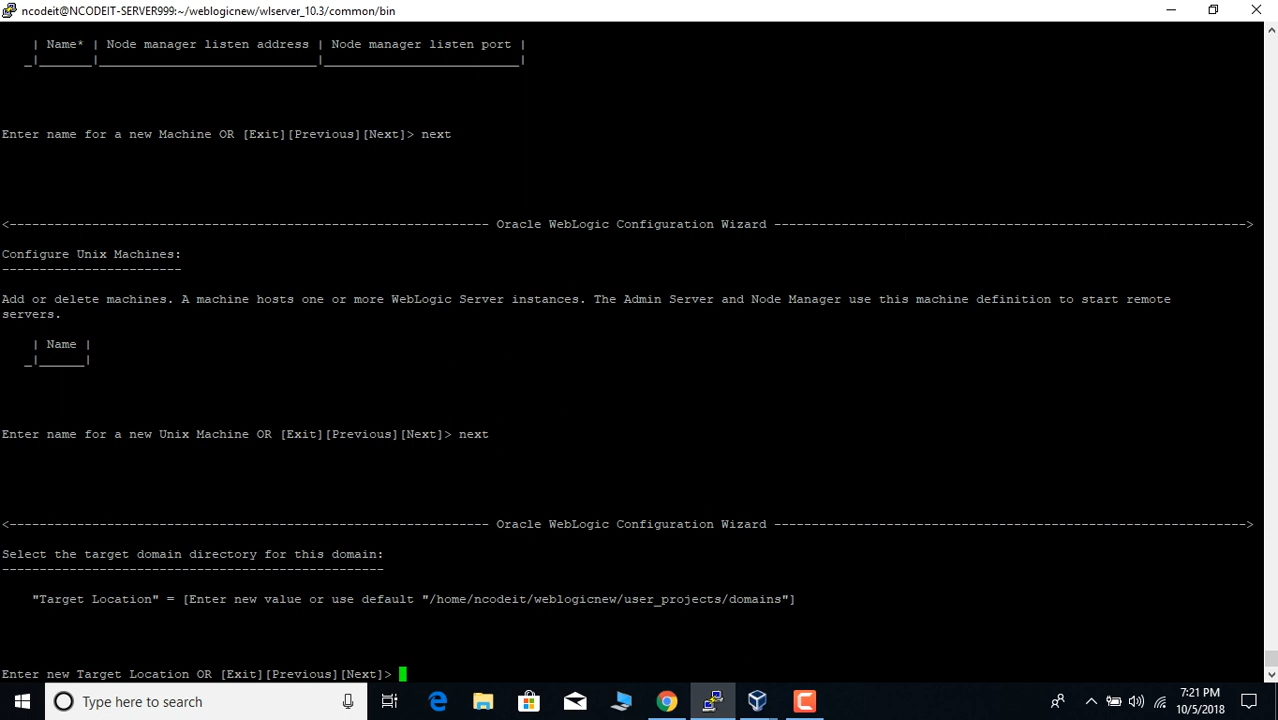 ncodeit@NCODEIT-SERVER999:~/weblogicnew/wlserver_10.3/common/bin
| Name* | Node manager listen address | Node manager listen port |
_|_______|_____________________________|__________________________|
Enter name for a new Machine OR [Exit][Previous][Next]> next
<---------------------------------------------------------------- Oracle WebLogic Configuration Wizard --------------------------------------------------------------->
Configure Unix Machines:
------------------------
Add or delete machines. A machine hosts one or more WebLogic Server instances. The Admin Server and Node Manager use this machine definition to start remote
servers.
| Name |
_|______|
Enter name for a new Unix Machine OR [Exit][Previous][Next]> next
<---------------------------------------------------------------- Oracle WebLogic Configuration Wizard --------------------------------------------------------------->
Select the target domain directory for this domain:
---------------------------------------------------
"Target Location" = [Enter new value or use default "/home/ncodeit/weblogicnew/user_projects/domains"]
Enter new Target Location OR [Exit][Previous][Next]>
Type here to search
7:21 PM
10/5/2018